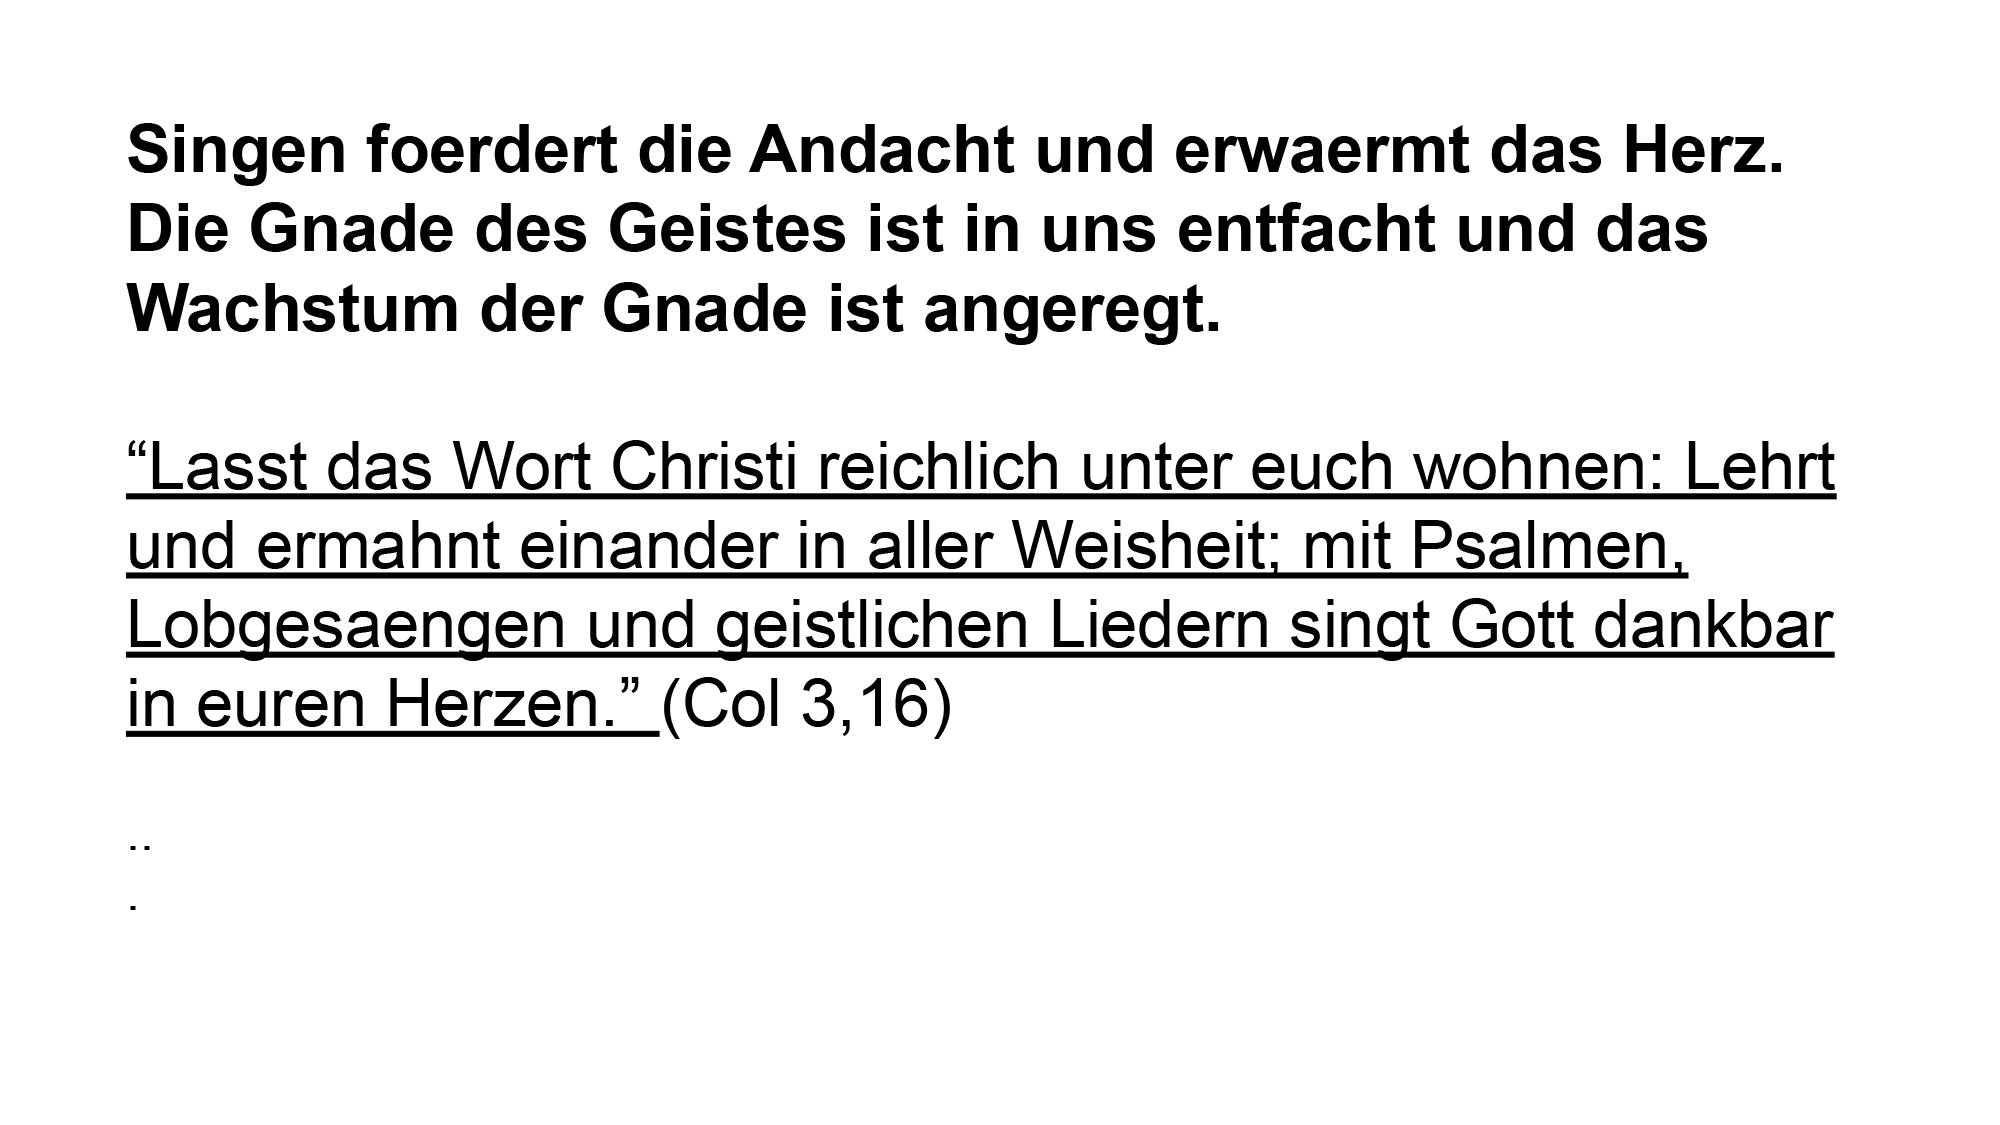 Singen foerdert die Andacht und erwaermt das Herz.
Die Gnade des Geistes ist in uns entfacht und das
Wachstum der Gnade ist angeregt.
“Lasst das Wort Christi reichlich unter euch wohnen: Lehrt
und ermahnt einander in aller Weisheit; mit Psalmen,
Lobgesaengen und geistlichen Liedern singt Gott dankbar
in euren Herzen.” (Col 3,16)
..
.